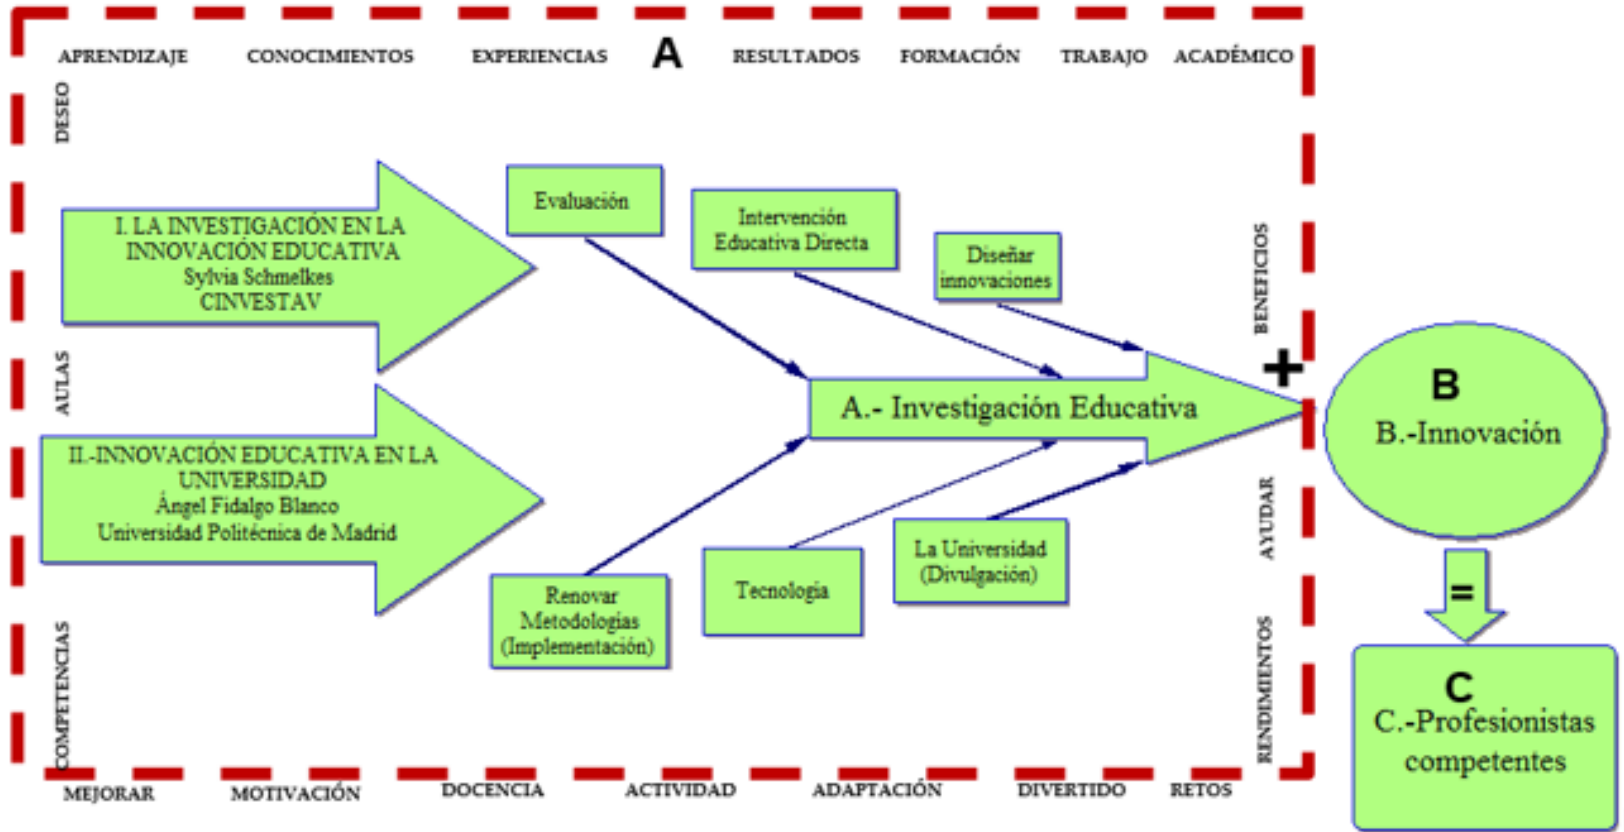 APRENDIZAJE CONOCIMIENTOS EXPERIENCIAS A RESULTADOS FORMACIÓN TRABAJO ACADÉMICO
DESEO
AULAS
COMPETENCIAS
I. LA INVESTIGACIÓN EN LA
INNOVACIÓN EDUCATIVA
Sylvia Schmelkes
CINVESTAV
II.-INNOVACIÓN EDUCATIVA EN LA
UNIVERSIDAD
Ángel Fidalgo Blanco
Universidad Politécnica de Madrid
Evaluación
Intervención
Educativa Directa
Diseñar
innovaciones
A.- Investigación Educativa
Renovar
Metodologias
(Implementación)
Tecnologia
La Universidad
(Divulgación)
BENEFICIOS
+
AYUDAR
RENDIMIENTOS
B
B.-Innovación
=
C
C.-Profesionistas
competentes
MEJORAR MOTIVACIÓN DOCENCIA ACTIVIDAD ADAPTACIÓN DIVERTIDO RETOS